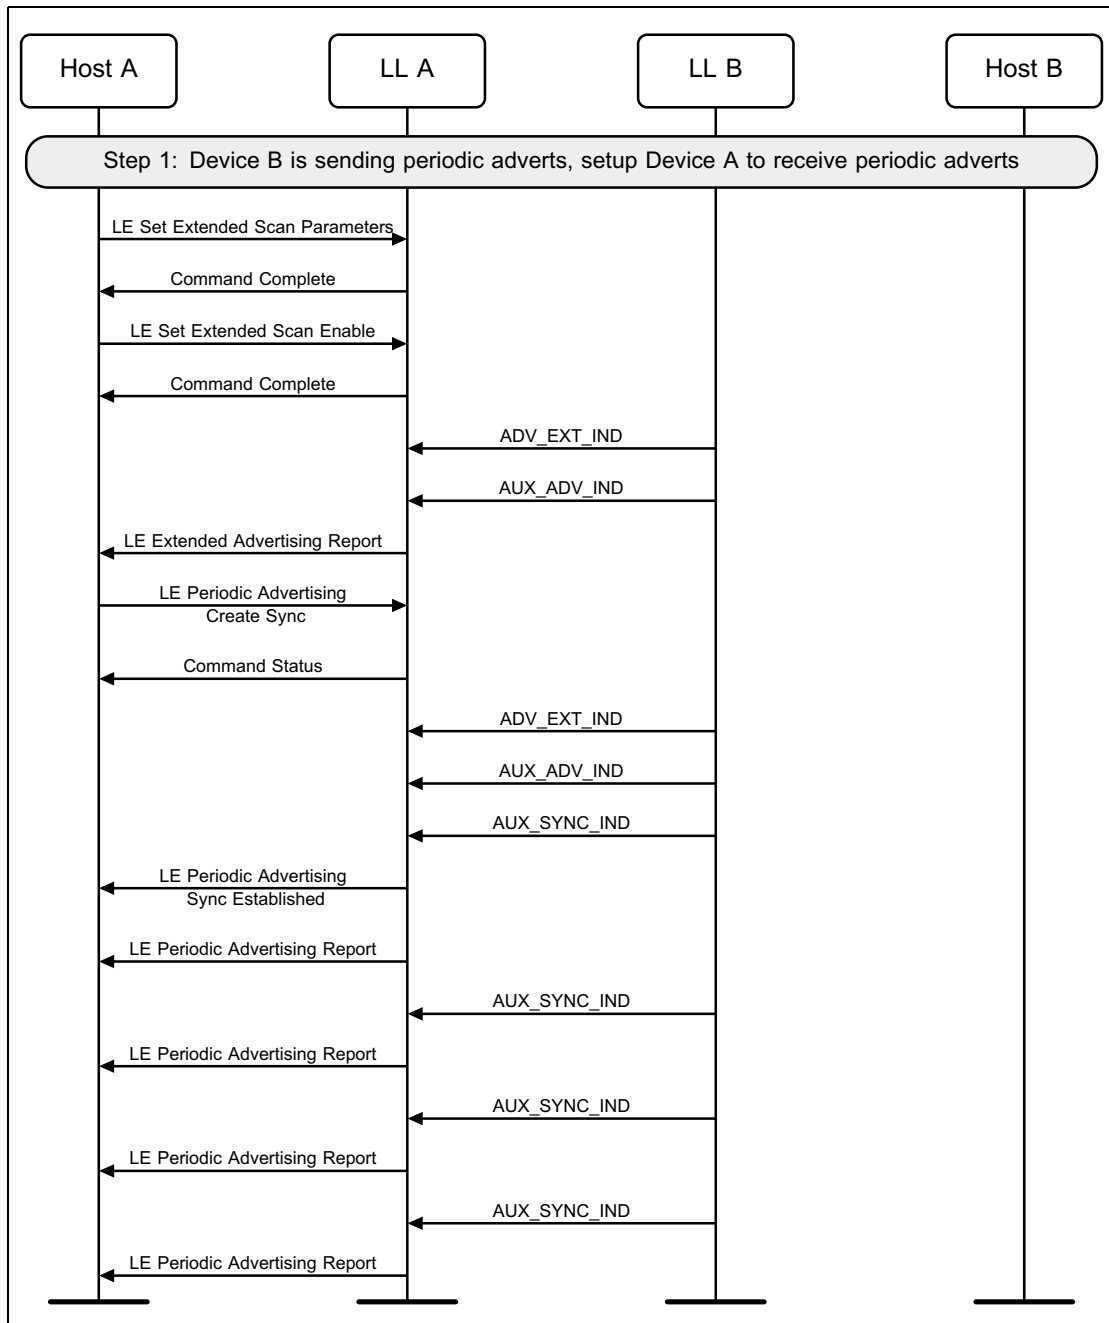 Host A
LL A
LL B
Host B
Step 1: Device B is sending periodic adverts, setup Device A to receive periodic adverts
LE Set Extended Scan Parameters
Command Complete
LE Set Extended Scan Enable
Command Complete
ADV_EXT_IND
AUX_ADV_IND
LE Extended Advertising Report
LE Periodic Advertising
Create Sync
Command Status
ADV_EXT_IND
AUX_ADV_IND
AUX_SYNC_IND
LE Periodic Advertising
Sync Established
LE Periodic Advertising Report
AUX_SYNC_IND
LE Periodic Advertising Report
AUX_SYNC_IND
LE Periodic Advertising Report
AUX_SYNC_IND
LE Periodic Advertising Report